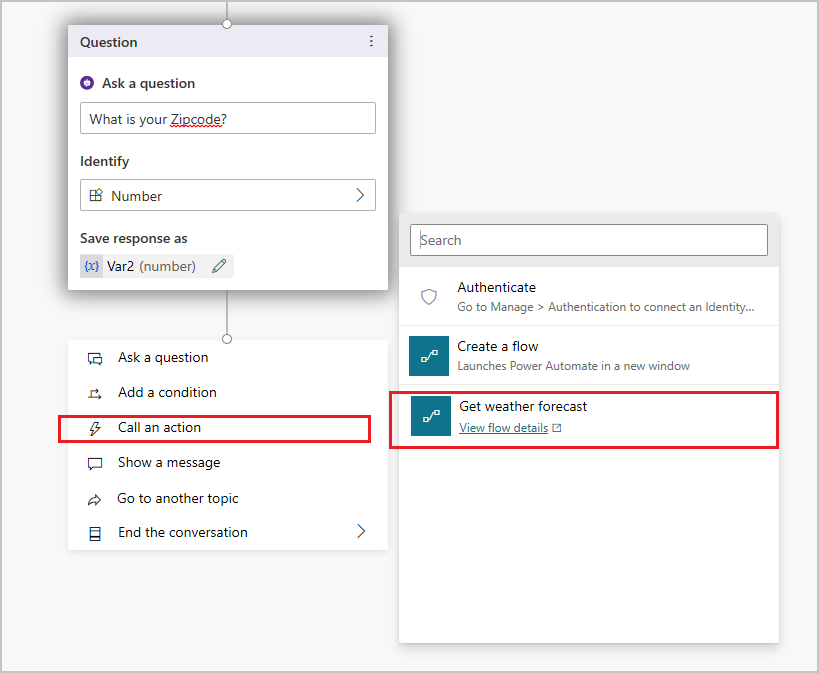 Question
Ask a question
What is your Zipcode?
Identify
Number
Save response as
{x} Var2 (number)
Ask a question
Add a condition
Call an action
Show a message
Go to another topic
End the conversation
Search
Authenticate
Go to Manage > Authentication to connect an Identity...
Create a flow
Launches Power Automate in a new window
Get weather forecast
View flow details